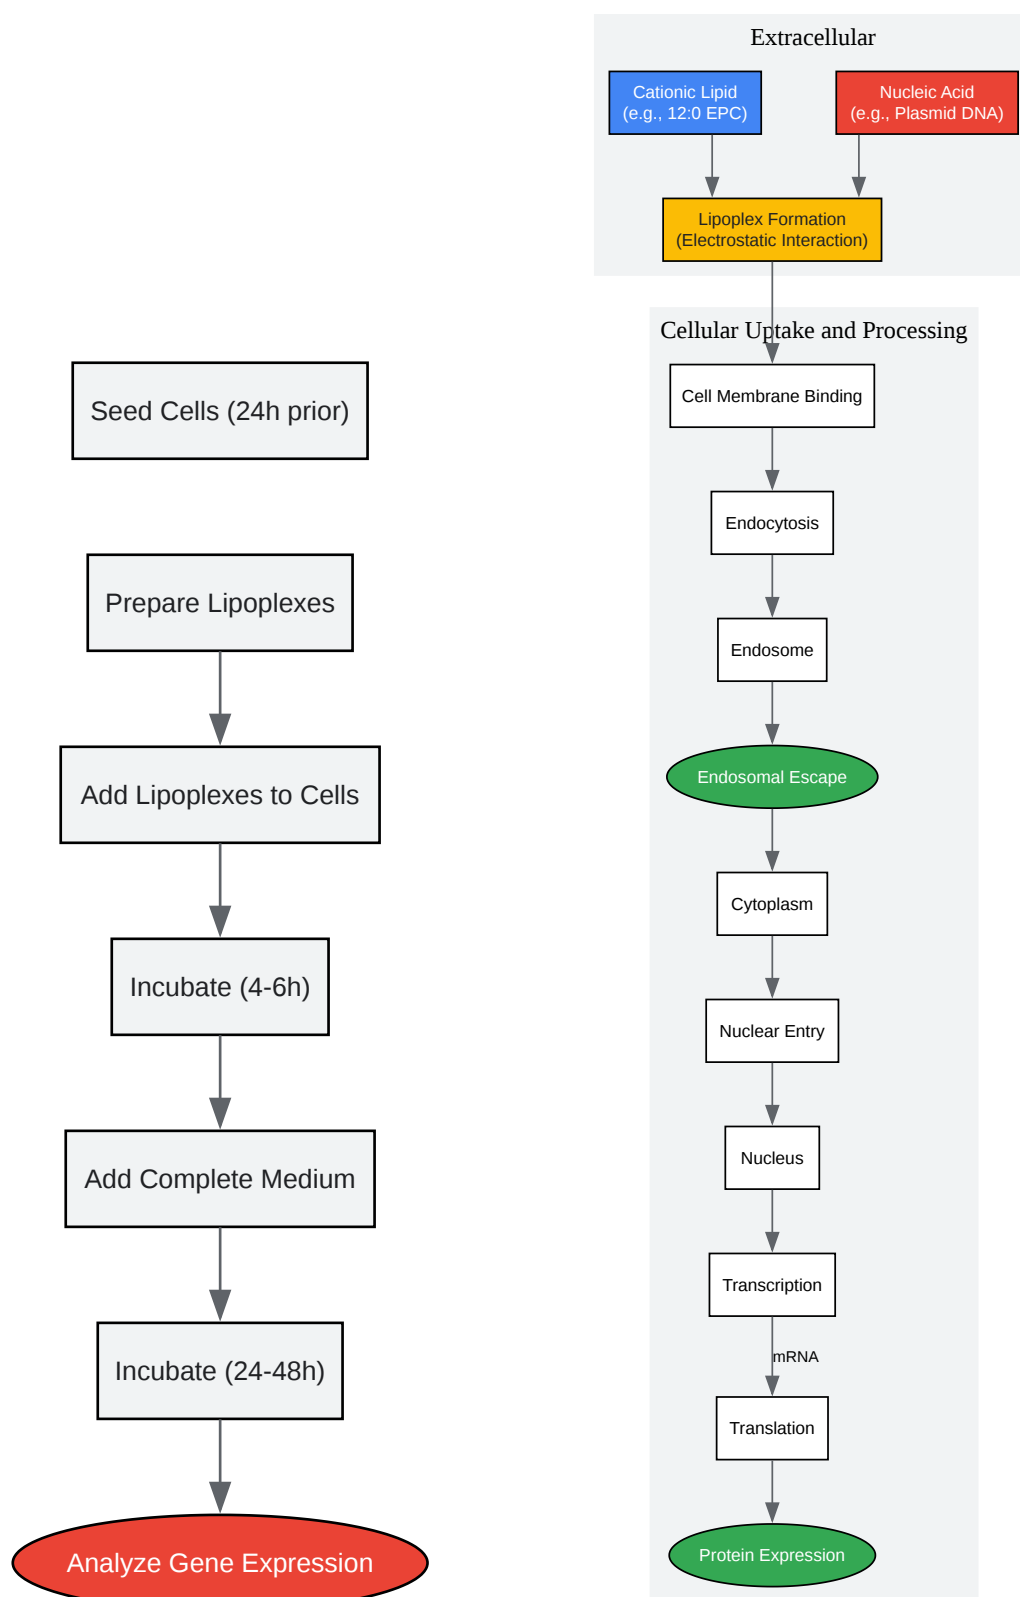 Seed Cells (24h prior)
Prepare Lipoplexes
Add Lipoplexes to Cells
Incubate (4-6h)
Add Complete Medium
Incubate (24-48h)
Analyze Gene Expression
Extracellular
Cationic Lipid
(e.g., 12:0 EPC)
Nucleic Acid
(e.g., Plasmid DNA)
Lipoplex Formation
(Electrostatic Interaction)
Cellular Uptake and Processing
Cell Membrane Binding
Endocytosis
Endosome
Endosomal Escape
Cytoplasm
Nuclear Entry
Nucleus
Transcription
mRNA
Translation
Protein Expression